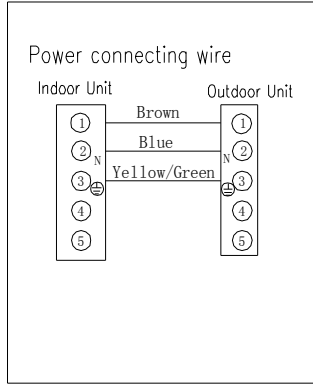 Power connecting wire
Indoor Unit Outdoor Unit
1 Brown 1
2 N Blue N 2
3 Yellow/Green 3
4 4
5 5